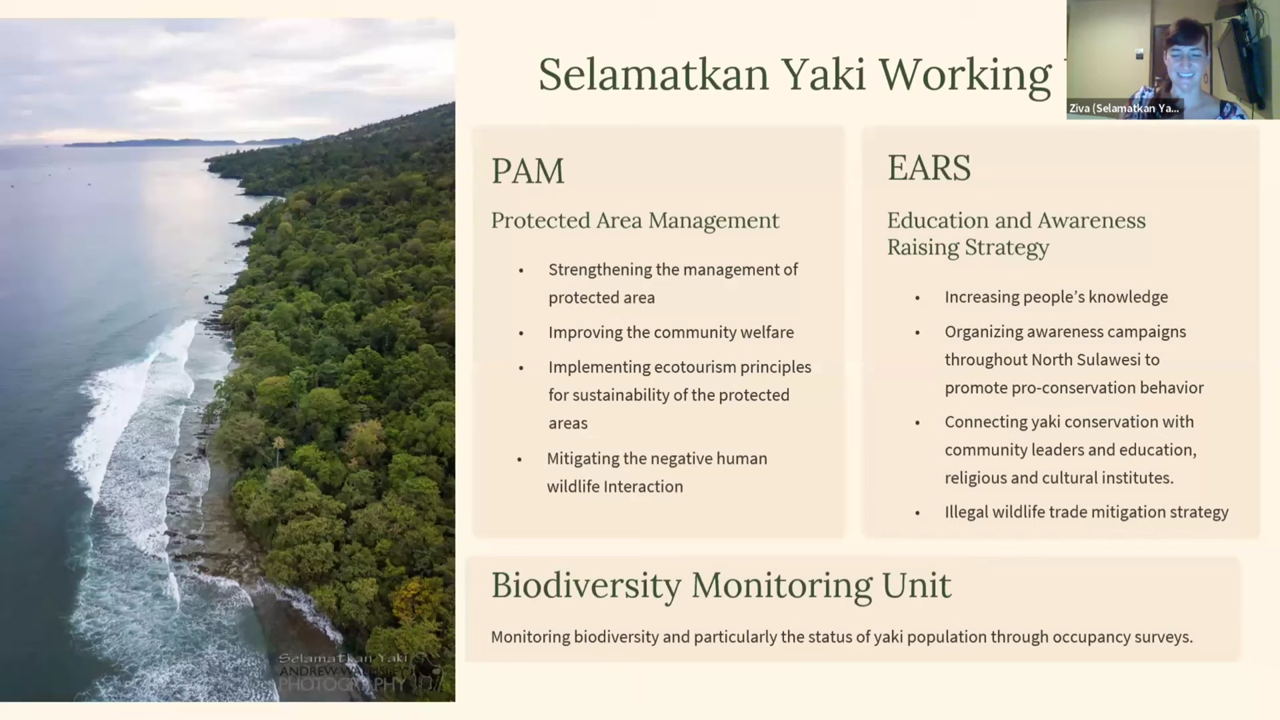 Selamatkan Yaki Working
Ziva (Selamatkan Ya...
PAM
Protected Area Management
• Strengthening the management of
protected area
• Improving the community welfare
• Implementing ecotourism principles
for sustainability of the protected
areas
• Mitigating the negative human
wildlife Interaction
EARS
Education and Awareness
Raising Strategy
• Increasing people’s knowledge
• Organizing awareness campaigns
throughout North Sulawesi to
promote pro-conservation behavior
• Connecting yaki conservation with
community leaders and education,
religious and cultural institutes.
• Illegal wildlife trade mitigation strategy
Biodiversity Monitoring Unit
Monitoring biodiversity and particularly the status of yaki population through occupancy surveys.
Selamatkan Yaki
ANDREW WALMSLEY
PHOTOGRAPHY